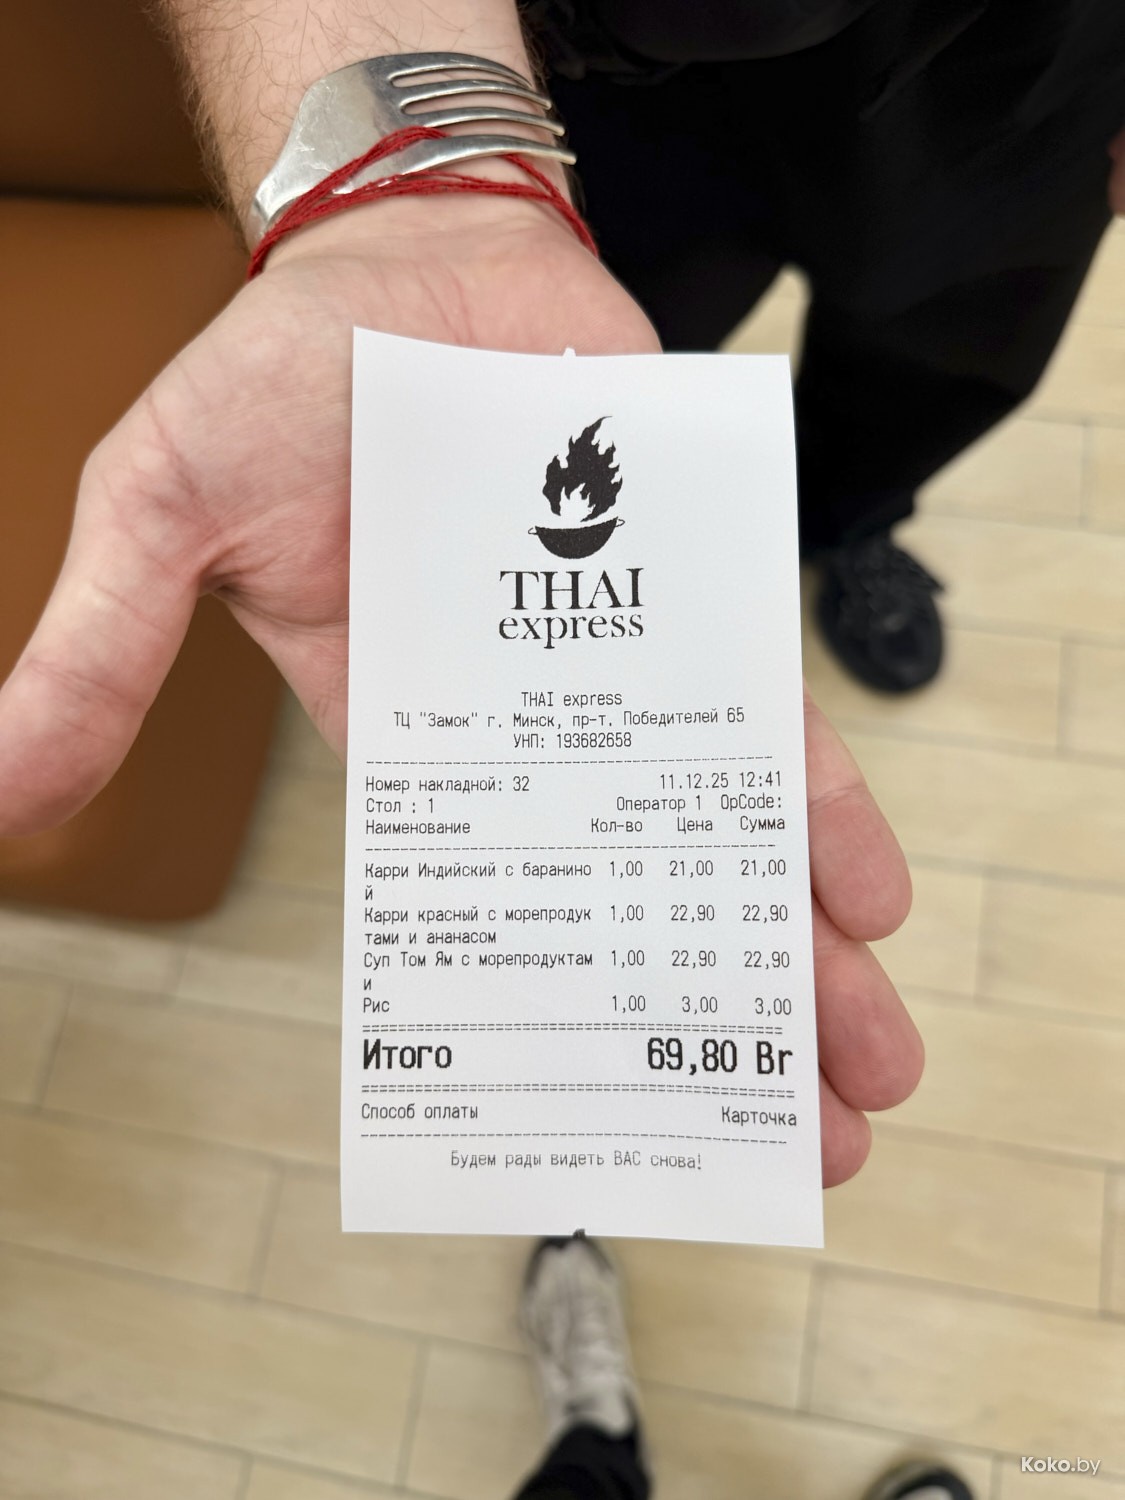 THAI
express
THAI express
ТЦ "Замок" г. Минск, пр-т. Победителей 65
УНП: 193682658
Номер накладной: 32 11.12.25 12:41
Стол : 1 Оператор 1 OpCode:
Наименование Кол-во Цена Сумма
Карри Индийский с баранино 1,00 21,00 21,00
й
Карри красный с морепродук 1,00 22,90 22,90
тами и ананасом
Суп Том Ям с морепродуктам 1,00 22,90 22,90
и
Рис 1,00 3,00 3,00
Итого 69,80 Br
Способ оплаты Карточка
Будем рады видеть ВАС снова!
Koko.by